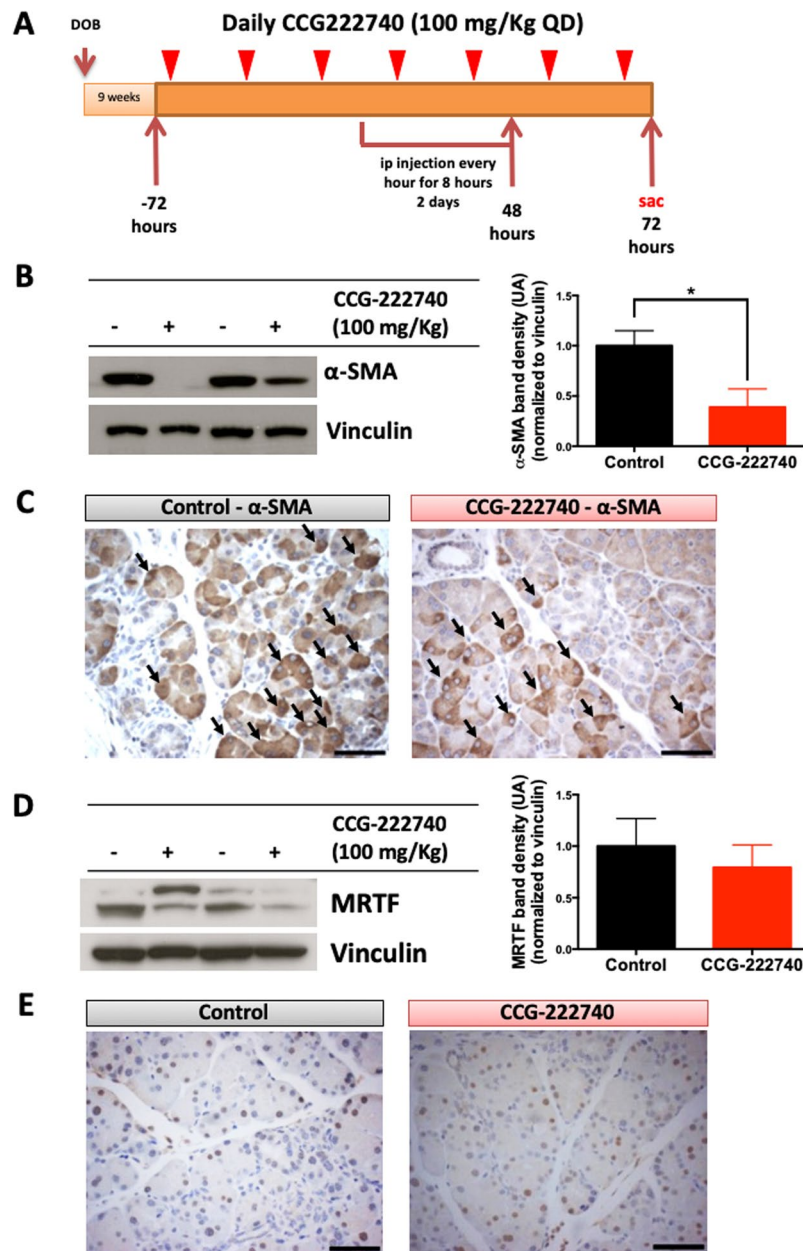 A
DOB
Daily CCG222740 (100 mg/Kg QD)
9 weeks
ip injection every
hour for 8 hours
2 days
-72
hours
48
hours
sac
72
hours
B
CCG-222740
(100 mg/Kg)
- + - +
α-SMA
Vinculin
α-SMA band density (UA)
(normalized to vinculin)
1.5
1.0
0.5
0.0
*
Control
CCG-222740
C
Control - α-SMA
CCG-222740 - α-SMA
D
CCG-222740
(100 mg/Kg)
- + - +
MRTF
Vinculin
MRTF band density (UA)
(normalized to vinculin)
1.5
1.0
0.5
0.0
Control
CCG-222740
E
Control
CCG-222740